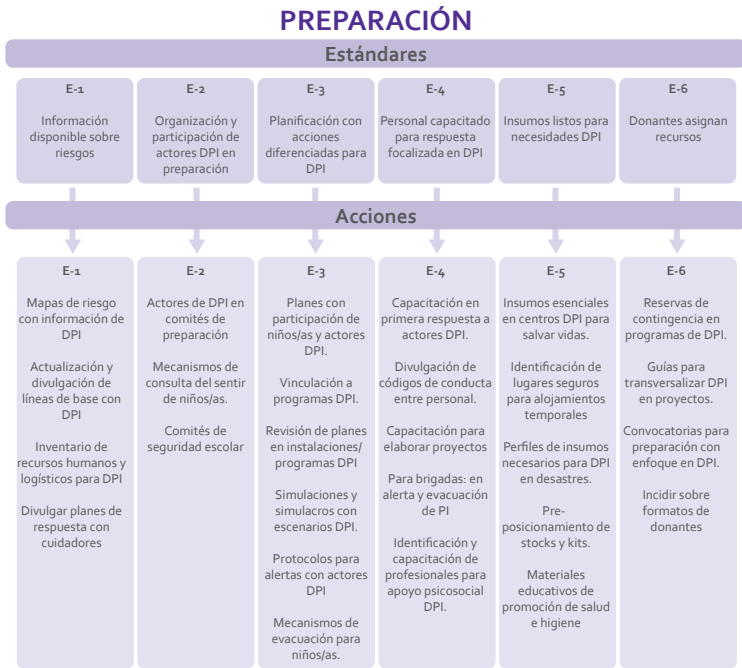 PREPARACIÓN
Estándares
E-1
Información
disponible sobre
riesgos
E-2
Organización y
participación de
actores DPI en
preparación
E-3
Planificación con
acciones
diferenciadas para
DPI
E-4
Personal capacitado
para respuesta
focalizada en DPI
E-5
Insumos listos para
necesidades DPI
E-6
Donantes asignan
recursos
Acciones
E-1
Mapas de riesgo
con información de
DPI
Actualización y
divulgación de
líneas de base con
DPI
Inventario de
recursos humanos y
logísticos para DPI
Divulgar planes de
respuesta con
cuidadores
E-2
Actores de DPI en
comités de
preparación
Mecanismos de
consulta del sentir
de niños/as.
Comités de
seguridad escolar
E-3
Planes con
participación de
niños/as y actores
DPI.
Vinculación a
programas DPI.
Revisión de planes
en instalaciones/
programas DPI
Simulaciones y
simulacros con
escenarios DPI.
Protocolos para
alertas con actores
DPI
Mecanismos de
evacuación para
niños/as.
E-4
Capacitación en
primera respuesta a
actores DPI.
Divulgación de
códigos de conducta
entre personal.
Capacitación para
elaborar proyectos
Para brigadas: en
alerta y evacuación
de PI
Identificación y
capacitación de
profesionales para
apoyo psicosocial
DPI.
E-5
Insumos esenciales
en centros DPI para
salvar vidas.
Identificación de
lugares seguros
para alojamientos
temporales
Perfiles de insumos
necesarios para DPI
en desastres.
Pre-
posicionamiento de
stocks y kits.
Materiales
educativos de
promoción de salud
e higiene
E-6
Reservas de
contingencia en
programas de DPI.
Guías para
transversalizar DPI
en proyectos.
Convocatorias para
preparación con
enfoque en DPI.
Incidir sobre
formatos de
donantes